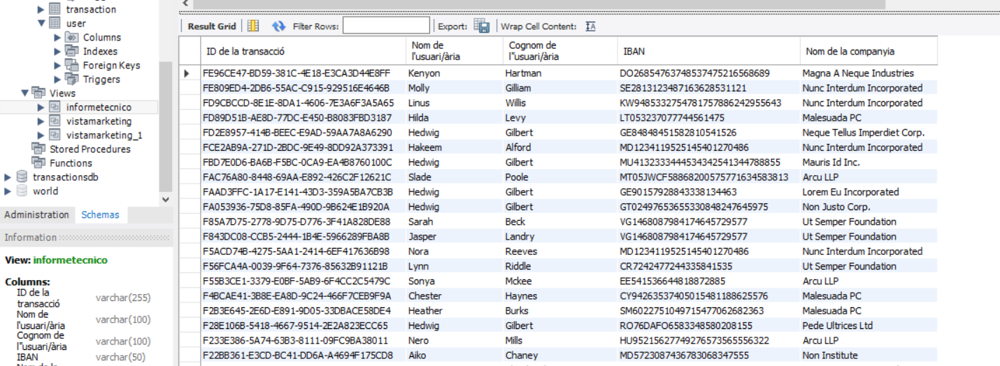 transaction
user
Columns
Indexes
Foreign Keys
Triggers
Views
informetecnico
vistamarketing
vistamarketing_1
Stored Procedures
Functions
transactionsdb
world
Administration Schemas
Information
View: informetecnico
Columns:
ID de la
transacció varchar(255)
Nom de
l'usuari/ària varchar(100)
Cognom de
l"usuari/ària varchar(100)
IBAN varchar(50)
Result Grid Filter Rows: Export: Wrap Cell Content:
ID de la transacció Nom de l'usuari/ària Cognom de l"usuari/ària IBAN Nom de la companyia
FE96CE47-BD59-381C-4E18-E3CA3D44E8FF Kenyon Hartman DO26854763748537475216568689 Magna A Neque Industries
FE809ED4-2DB6-55AC-C915-929516E4646B Molly Gilliam SE2813123487163628531121 Nunc Interdum Incorporated
FD9CBCCD-8E1E-8DA1-4606-7E3A6F3A5A65 Linus Willis KW9485332754781757886242955643 Nunc Interdum Incorporated
FD89D51B-AE8D-77DC-E450-B8083FBD3187 Hilda Levy LT053237077744561475 Malesuada PC
FD2E8957-414B-BEEC-E9AD-59AA7A8A6290 Hedwig Gilbert GE84848451582810541526 Neque Tellus Imperdiet Corp.
FCE2AB9A-271D-2BDC-9E49-8DD92A373391 Hakeem Alford MD1234119525145401270486 Nunc Interdum Incorporated
FBD7E0D6-BA6B-F5BC-0CA9-EA4B8760100C Hedwig Gilbert MU4132333444534342541344788855 Mauris Id Inc.
FAC76A80-8448-69AA-E892-426C2F12621C Slade Poole MT05JWCF58868200575771634583813 Arcu LLP
FAAD3FFC-1A17-E141-43D3-359A5BA7CB3B Hedwig Gilbert GE90157928843338134463 Lorem Eu Incorporated
FA053936-75D8-85FA-490D-9B624E1B920A Hedwig Gilbert GT02497653655330848247645975 Non Justo Corp.
F85A7D75-2778-9D75-D776-3F41A828DE88 Sarah Beck VG1468087984174645729577 Ut Semper Foundation
F843DC08-CCB5-2444-1B4E-5966289FBA8B Jasper Landry VG1468087984174645729577 Ut Semper Foundation
F5ACD74B-4275-5AA1-2414-6EF417636B98 Nora Reeves MD1234119525145401270486 Nunc Interdum Incorporated
F56FCA4A-0039-9F64-7376-85632B91121B Lynn Riddle CR7242477244335841535 Ut Semper Foundation
F55B3CE1-3379-E0BF-5AB9-6F4CC2C5479C Sonya Mckee EE541536644818872885 Arcu LLP
F4BCAE41-3B8E-EA8D-9C24-466F7CEB9F9A Chester Haynes CY94263537405015481188625576 Malesuada PC
F2B3E645-2E6D-E891-9D05-33DBACE58DE4 Heather Burks SM6022751049715477062682363 Malesuada PC
F28E106B-5418-4667-9514-2E2A823ECC65 Hedwig Gilbert RO76DAFO6583348580208155 Pede Ultrices Ltd
F233E386-5A74-63B3-8111-09FC9BA38011 Nero Mills HU95215627749276573565556322 Arcu LLP
F22BB361-E3CD-BC41-DD6A-A4694F175CD8 Aiko Chaney MD5723087436783068347555 Non Institute